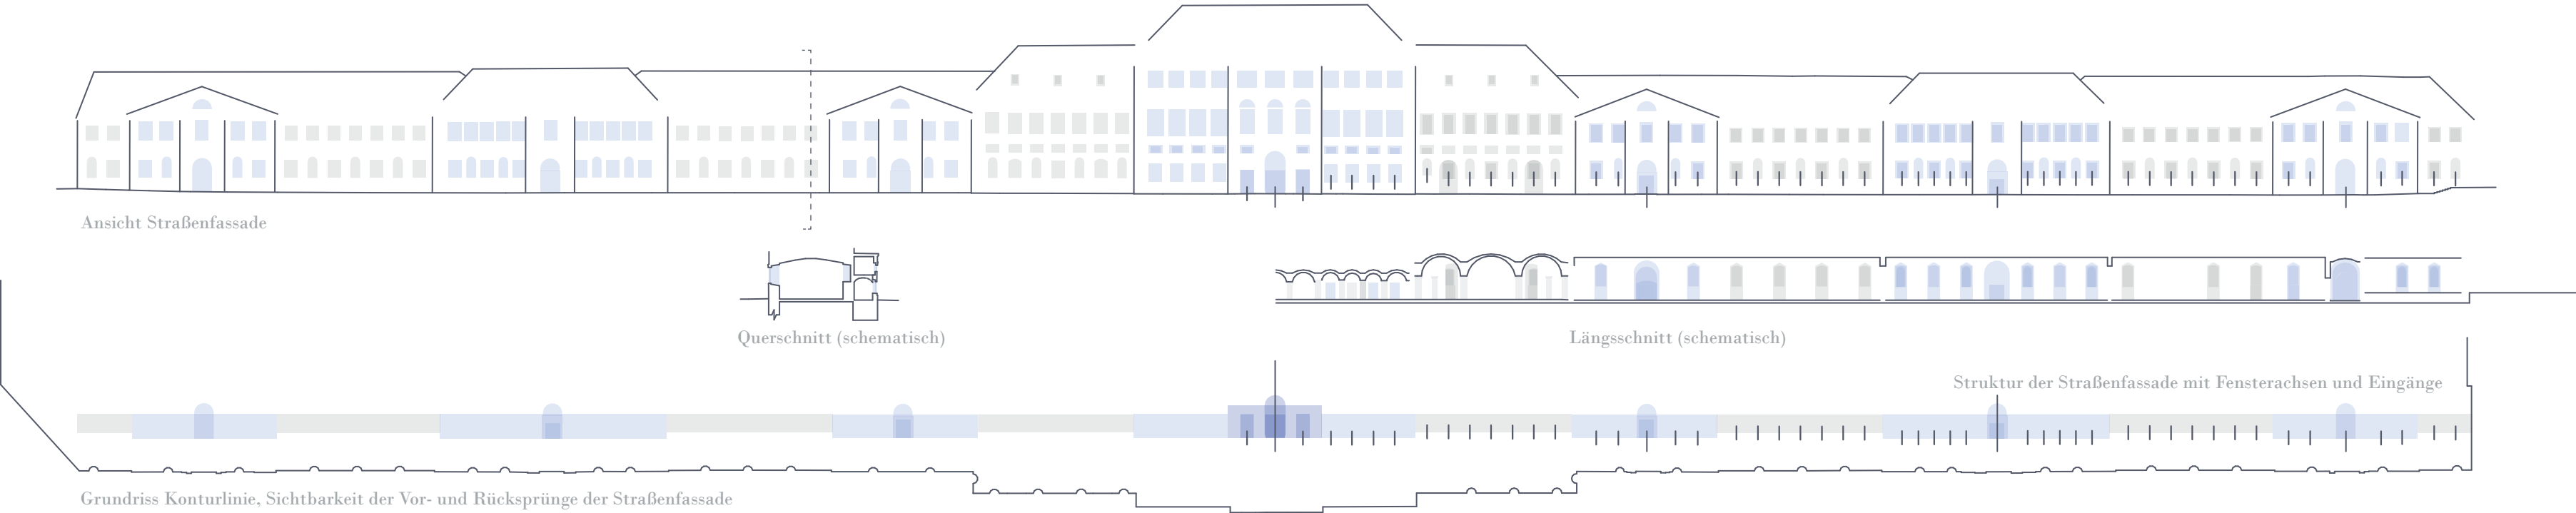 Ansicht Straßenfassade
Querschnitt (schematisch)
Längsschnitt (schematisch)
Struktur der Straßenfassade mit Fensterachsen und Eingänge
Grundriss Konturlinie, Sichtbarkeit der Vor- und Rücksprünge der Straßenfassade